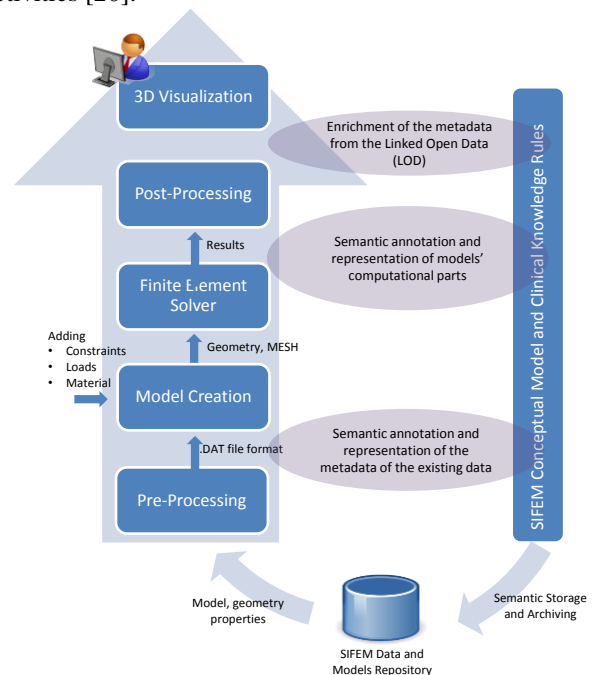 3D Visualization
Enrichment of the metadata
from the Linked Open Data
(LOD)
Post-Processing
Results
Semantic annotation and
representation of models'
computational parts
Finite Element
Solver
Adding
• Constraints
• Loads
• Material
Geometry, MESH
Model Creation
.DAT file format
Semantic annotation and
representation of the
metadata of the existing data
Pre-Processing
SIFEM Conceptual Model and Clinical Knowledge Rules
Model, geometry
properties
Semantic Storage
and Archiving
SIFEM Data and
Models Repository